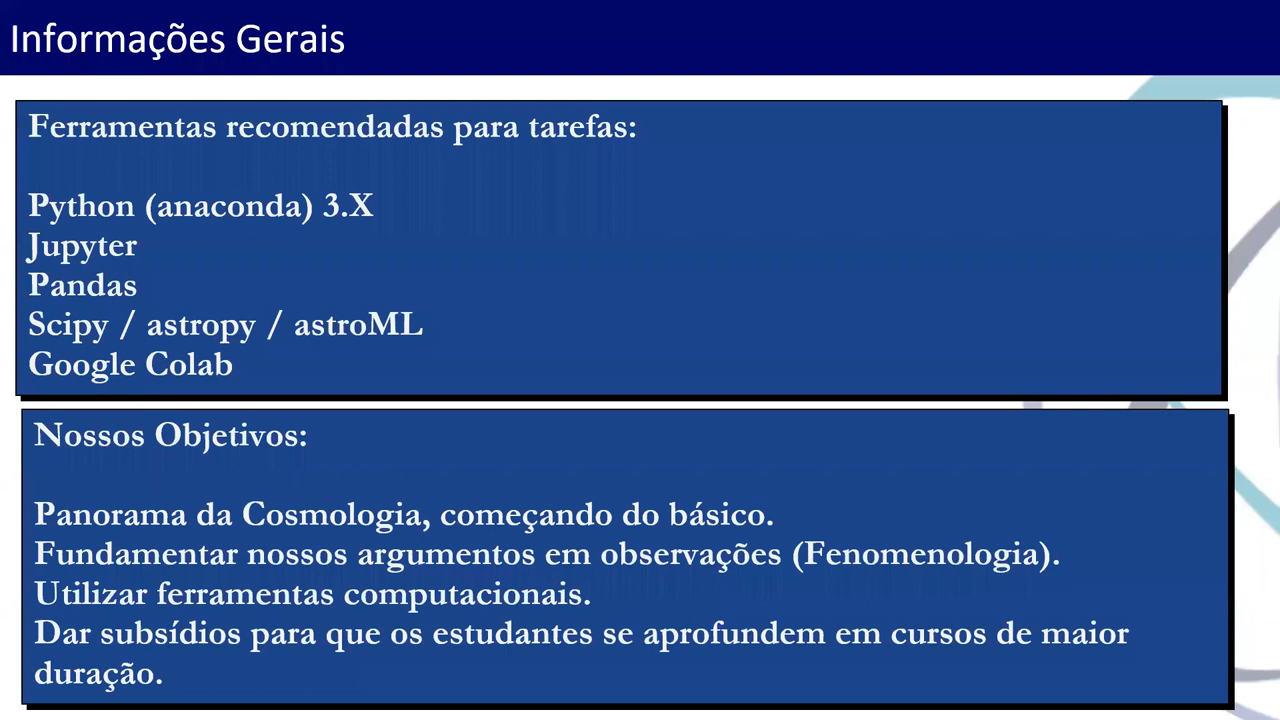 Informações Gerais
Ferramentas recomendadas para tarefas:
Python (anaconda) 3.X
Jupyter
Pandas
Scipy / astropy / astroML
Google Colab
Nossos Objetivos:
Panorama da Cosmologia, começando do básico.
Fundamentar nossos argumentos em observações (Fenomenologia).
Utilizar ferramentas computacionais.
Dar subsídios para que os estudantes se aprofundem em cursos de maior
duração.